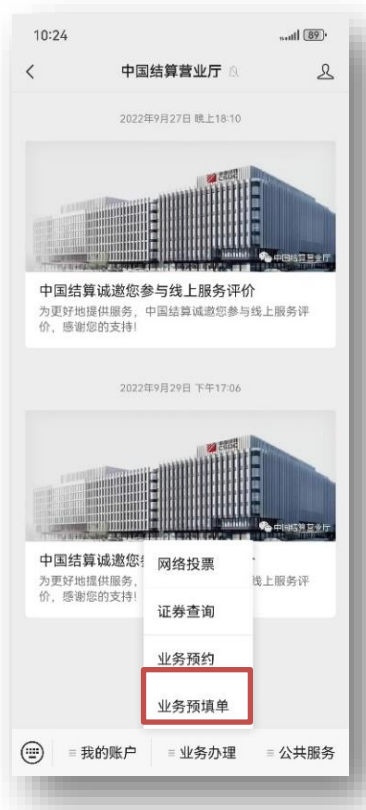 10:24
89
中国结算营业厅
2022年9月27日 晚上18:10
中国结算营业厅
中国结算诚邀您参与线上服务评价
为更好地提供服务，中国结算诚邀您参与线上服务评
价，感谢您的支持!
2022年9月29日 下午17:06
中国结算营业厅
中国结算诚邀您
为更好地提供服务，
线上服务评
价，感谢您的支持!
网络投票
证券查询
业务预约
业务预填单
我的账户
业务办理
公共服务